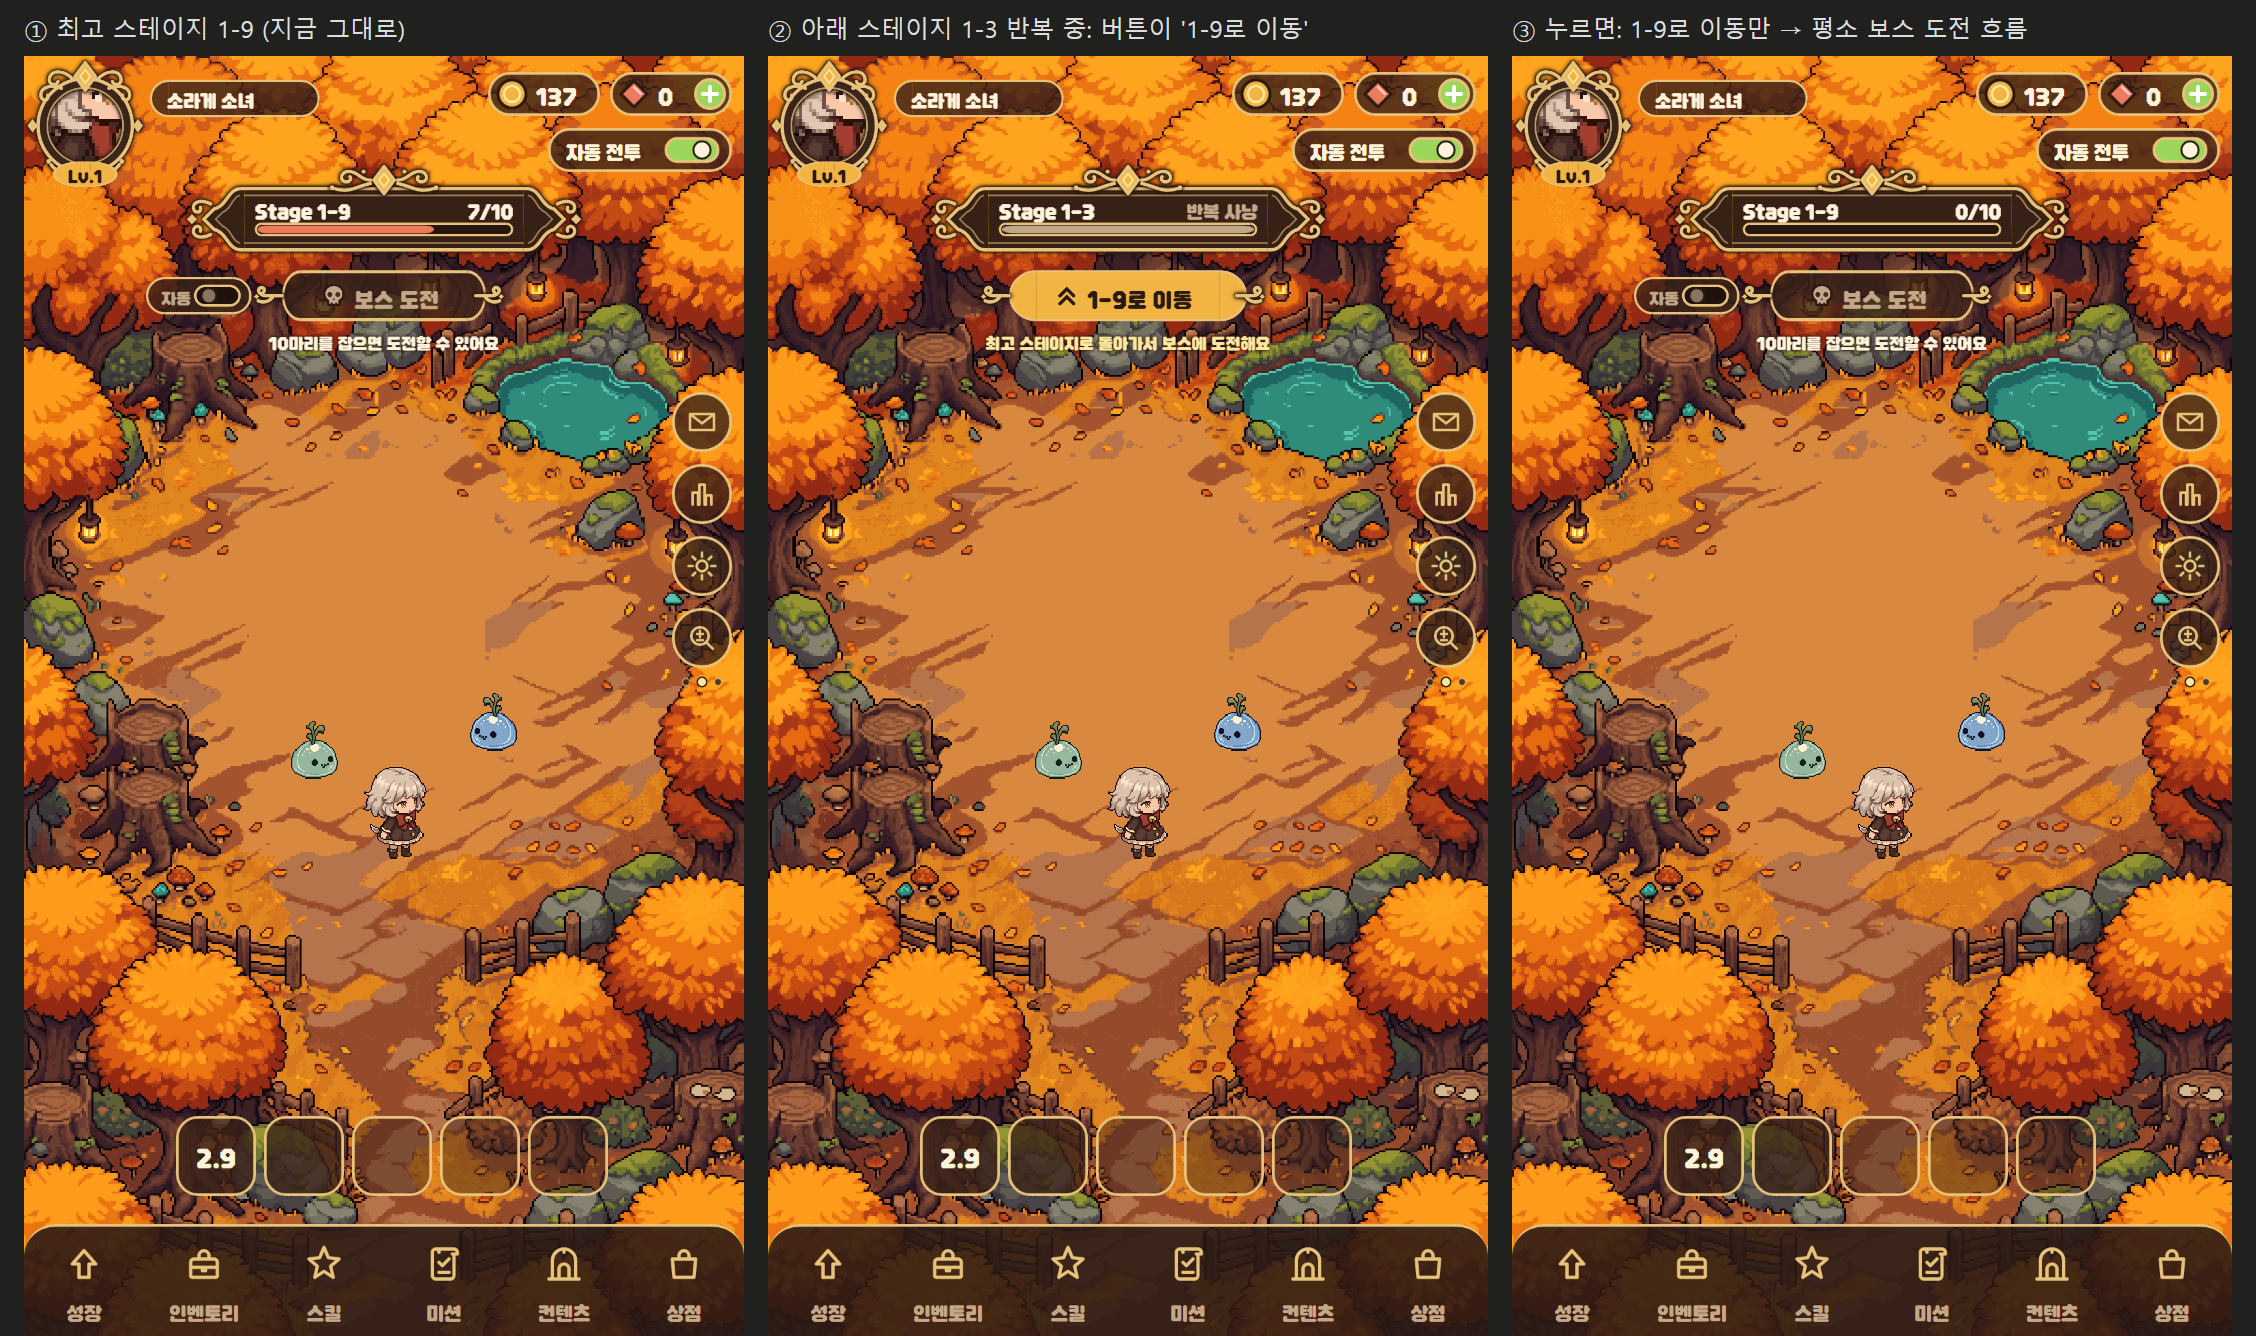 ① 최고 스테이지 1-9 (지금 그대로)
소라게 소녀
137
0
자동 전투
Lv.1
Stage 1-9
7/10
자동
보스 도전
10마리를 잡으면 도전할 수 있어요
2.9
성장
인벤토리
스킬
미션
컨텐츠
상점
② 아래 스테이지 1-3 반복 중: 버튼이 '1-9로 이동'
소라게 소녀
137
0
자동 전투
Lv.1
Stage 1-3
반복 사냥
1-9로 이동
최고 스테이지로 돌아가서 보스에 도전해요
2.9
성장
인벤토리
스킬
미션
컨텐츠
상점
③ 누르면: 1-9로 이동만 → 평소 보스 도전 흐름
소라게 소녀
137
0
자동 전투
Lv.1
Stage 1-9
0/10
자동
보스 도전
10마리를 잡으면 도전할 수 있어요
2.9
성장
인벤토리
스킬
미션
컨텐츠
상점